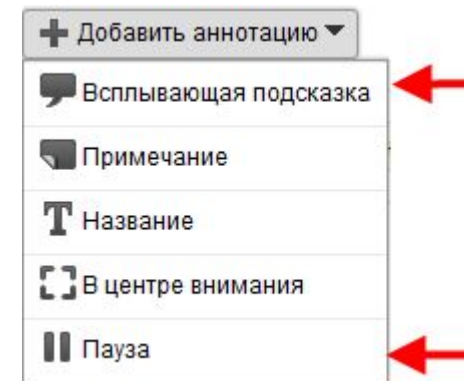 Добавить аннотацию
Всплывающая подсказка
Примечание
Название
В центре внимания
Пауза